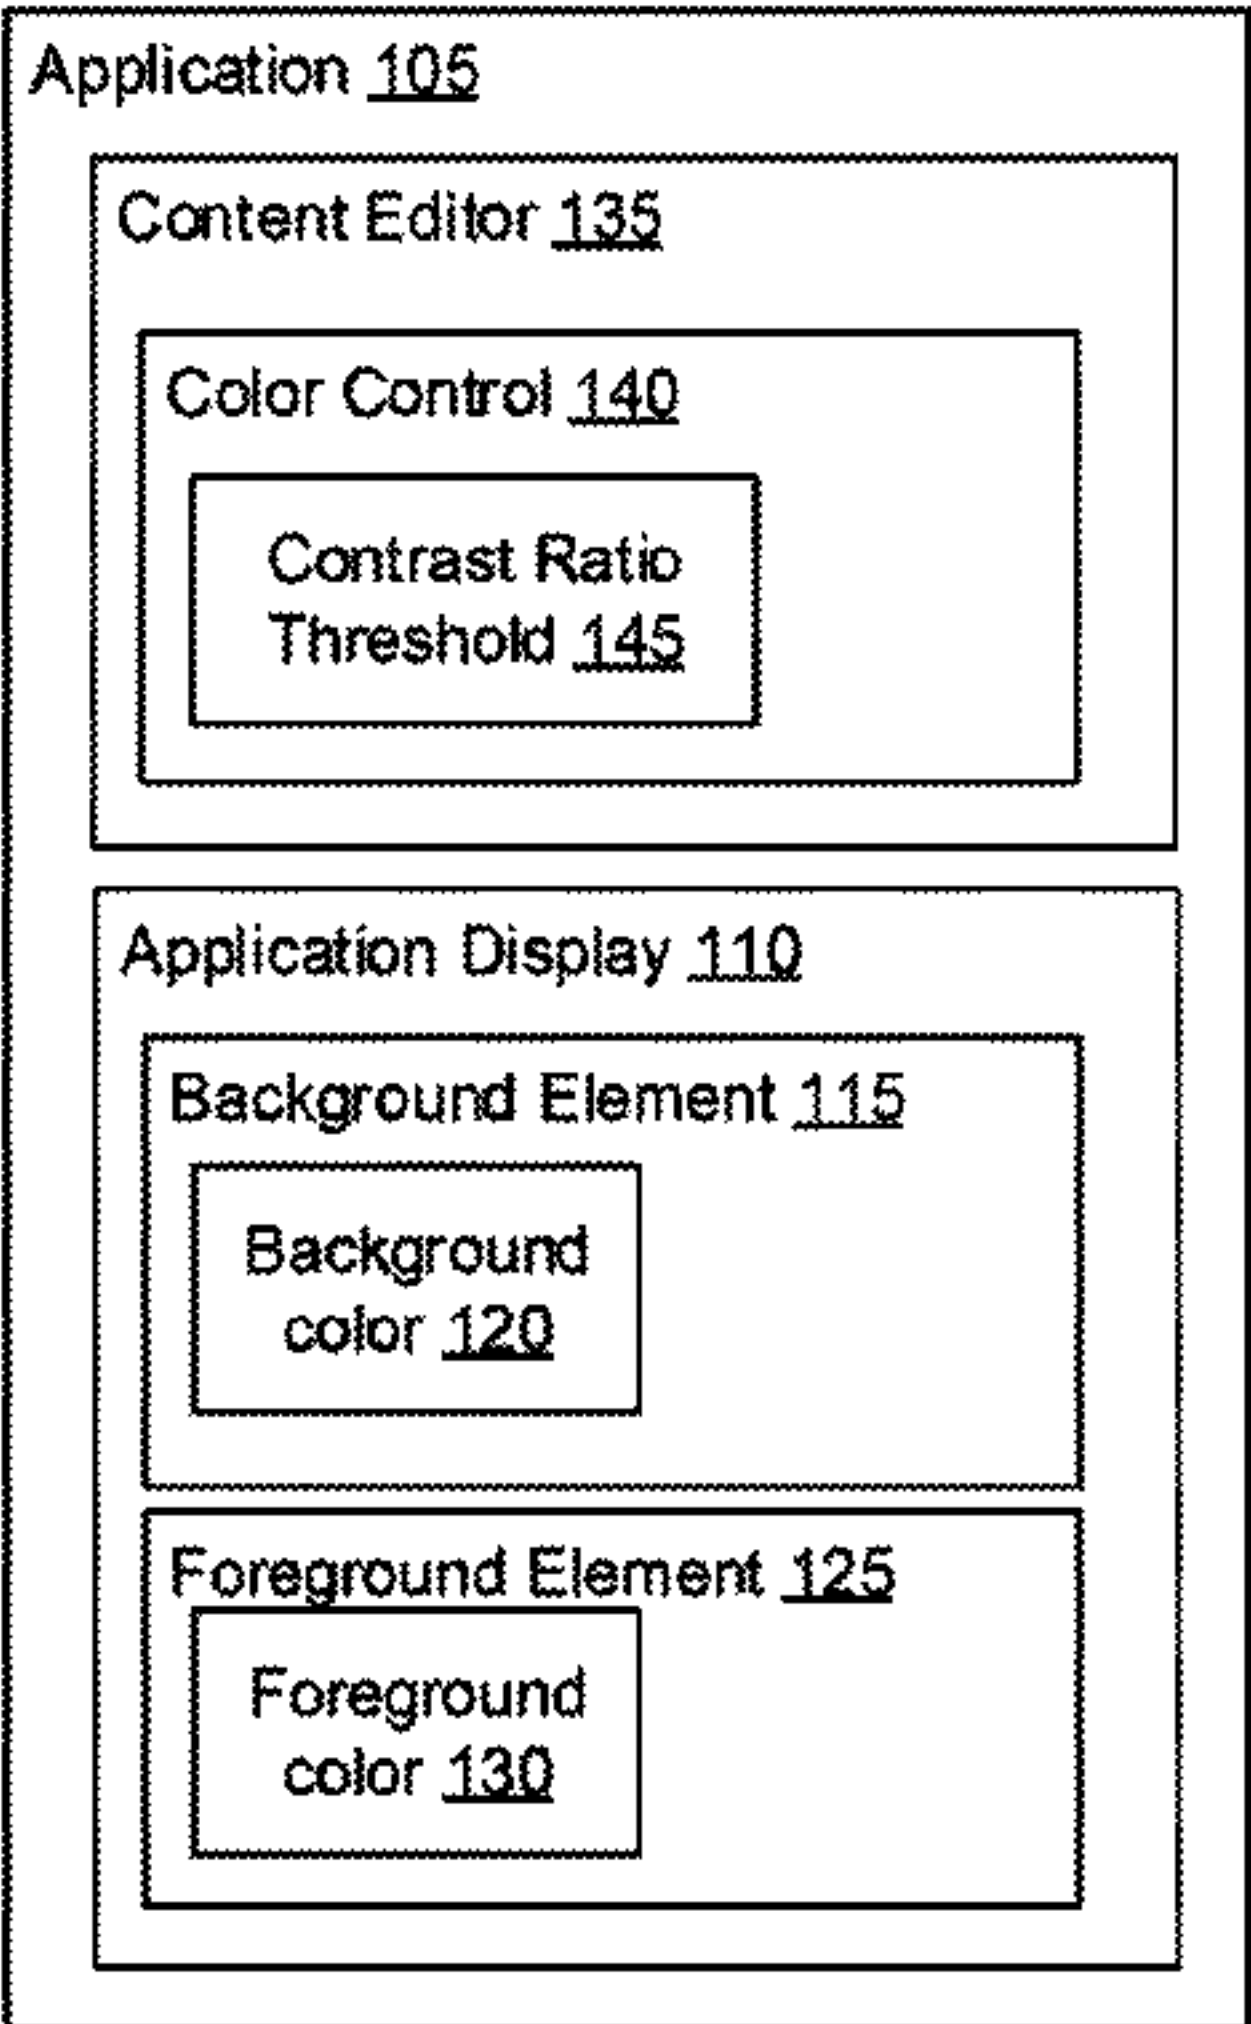 Application 105
Content Editor 135
Color Control 140
Contrast Ratio
Threshold 145
Application Display 110
Background Element 115
Background
color 120
Foreground Element 125
Foreground
color 130